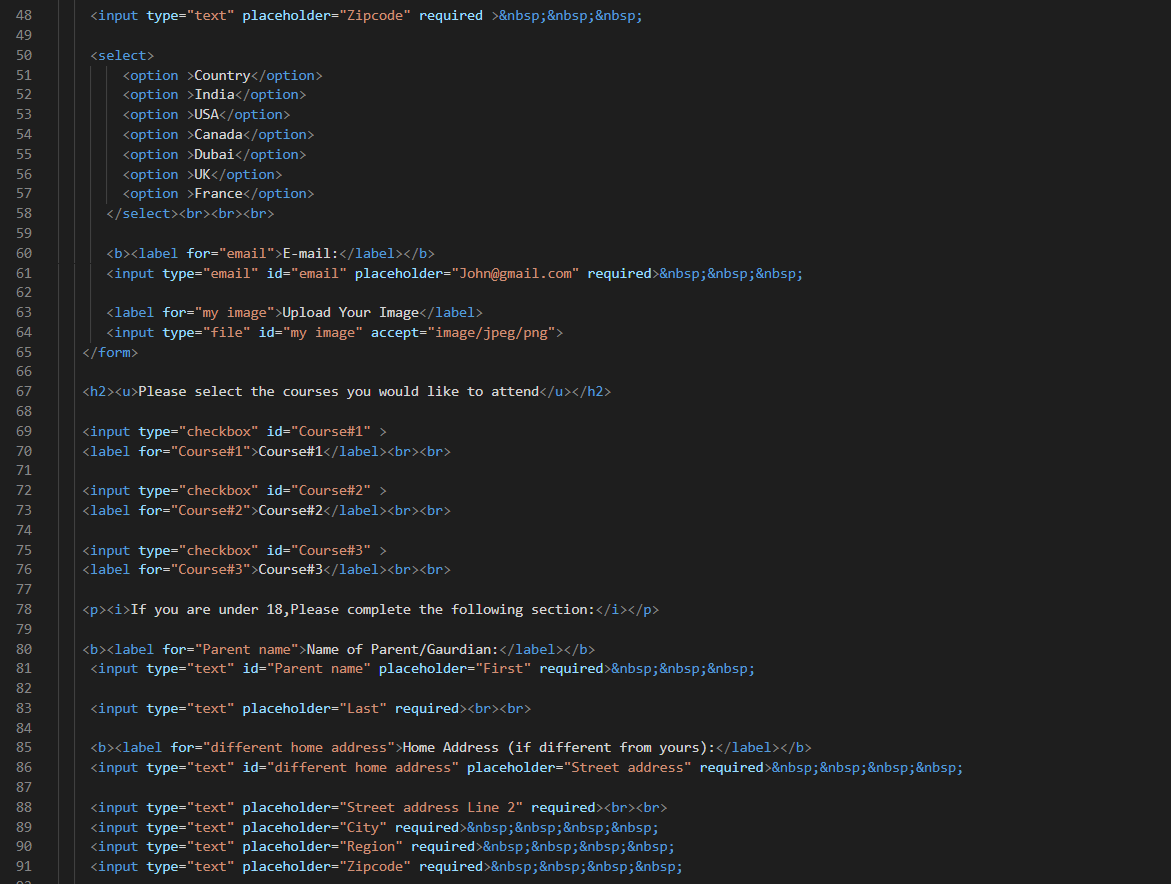 48 <input type="text" placeholder="Zipcode" required >&nbsp;&nbsp;&nbsp;
49
50 <select>
51 <option >Country</option>
52 <option >India</option>
53 <option >USA</option>
54 <option >Canada</option>
55 <option >Dubai</option>
56 <option >UK</option>
57 <option >France</option>
58 </select><br><br><br>
59
60 <b><label for="email">E-mail:</label></b>
61 <input type="email" id="email" placeholder="John@gmail.com" required>&nbsp;&nbsp;&nbsp;
62
63 <label for="my image">Upload Your Image</label>
64 <input type="file" id="my image" accept="image/jpeg/png">
65 </form>
66
67 <h2><u>Please select the courses you would like to attend</u></h2>
68
69 <input type="checkbox" id="Course#1" >
70 <label for="Course#1">Course#1</label><br><br>
71
72 <input type="checkbox" id="Course#2" >
73 <label for="Course#2">Course#2</label><br><br>
74
75 <input type="checkbox" id="Course#3" >
76 <label for="Course#3">Course#3</label><br><br>
77
78 <p><i>If you are under 18,Please complete the following section:</i></p>
79
80 <b><label for="Parent name">Name of Parent/Gaurdian:</label></b>
81 <input type="text" id="Parent name" placeholder="First" required>&nbsp;&nbsp;&nbsp;
82
83 <input type="text" placeholder="Last" required><br><br>
84
85 <b><label for="different home address">Home Address (if different from yours):</label></b>
86 <input type="text" id="different home address" placeholder="Street address" required>&nbsp;&nbsp;&nbsp;&nbsp;
87
88 <input type="text" placeholder="Street address Line 2" required><br><br>
89 <input type="text" placeholder="City" required>&nbsp;&nbsp;&nbsp;&nbsp;
90 <input type="text" placeholder="Region" required>&nbsp;&nbsp;&nbsp;&nbsp;
91 <input type="text" placeholder="Zipcode" required>&nbsp;&nbsp;&nbsp;&nbsp;